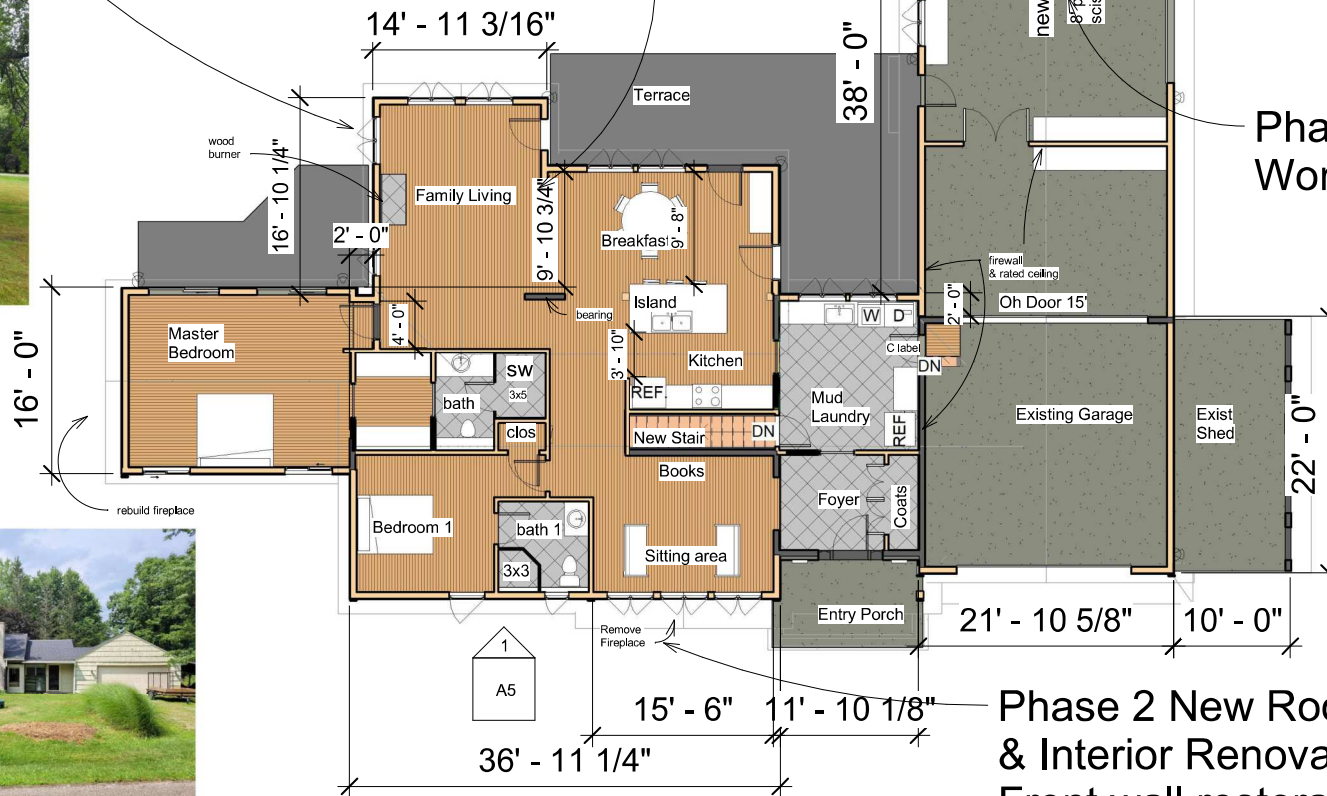 14' - 11 3/16"
38' - 0"
new
8' p
scis
Terrace
Pha
Wor
wood
burner
16' - 10 1/4"
Family Living
9' - 10 3/4"
Breakfast
9' - 8"
2' - 0"
firewall
& rated ceiling
Oh Door 15'
2' - 0"
Island
bearing
W
D
4' - 0"
16' - 0"
Master
Bedroom
3' - 10"
Kitchen
C label
DN
SW
3x5
bath
REF.
Mud
Laundry
Existing Garage
Exist
Shed
22' - 0"
clos
New Stair
DN
REF
Books
rebuild fireplace
Bedroom 1
bath 1
Foyer
Coats
Sitting area
3x3
Entry Porch
21' - 10 5/8"
10' - 0"
Remove
Fireplace
1
A5
15' - 6"
11' - 10 1/8"
36' - 11 1/4"
Phase 2 New Roo
& Interior Renova